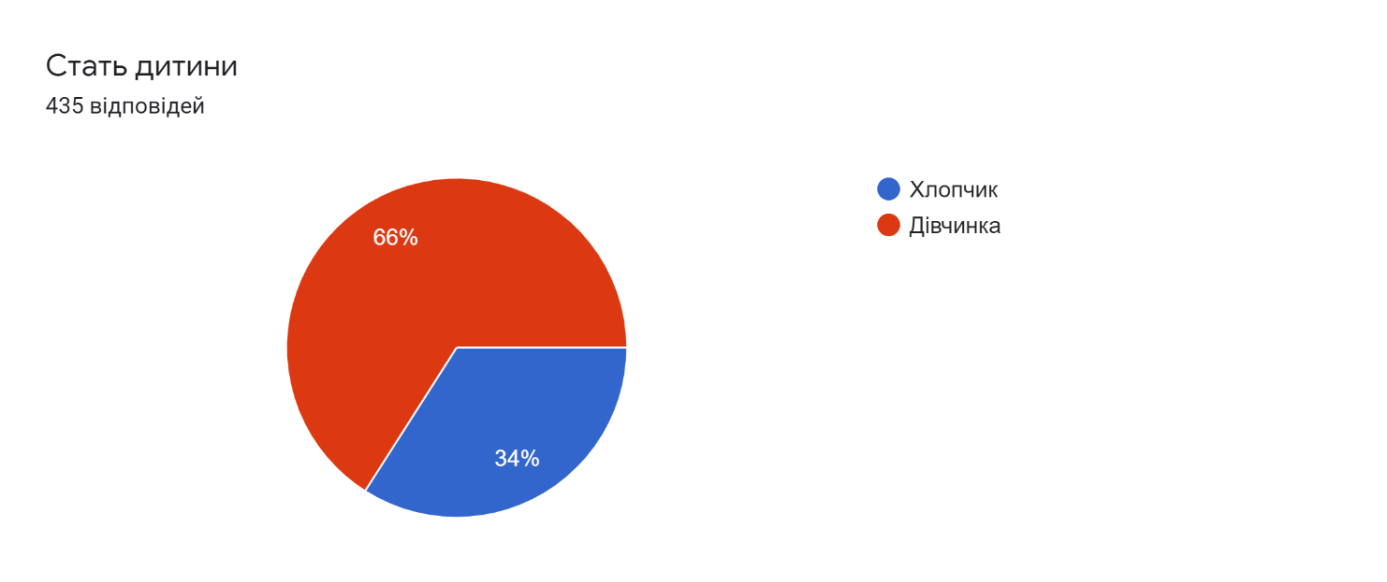 Стать дитини
435 відповідей
Хлопчик
Дівчинка
66%
34%